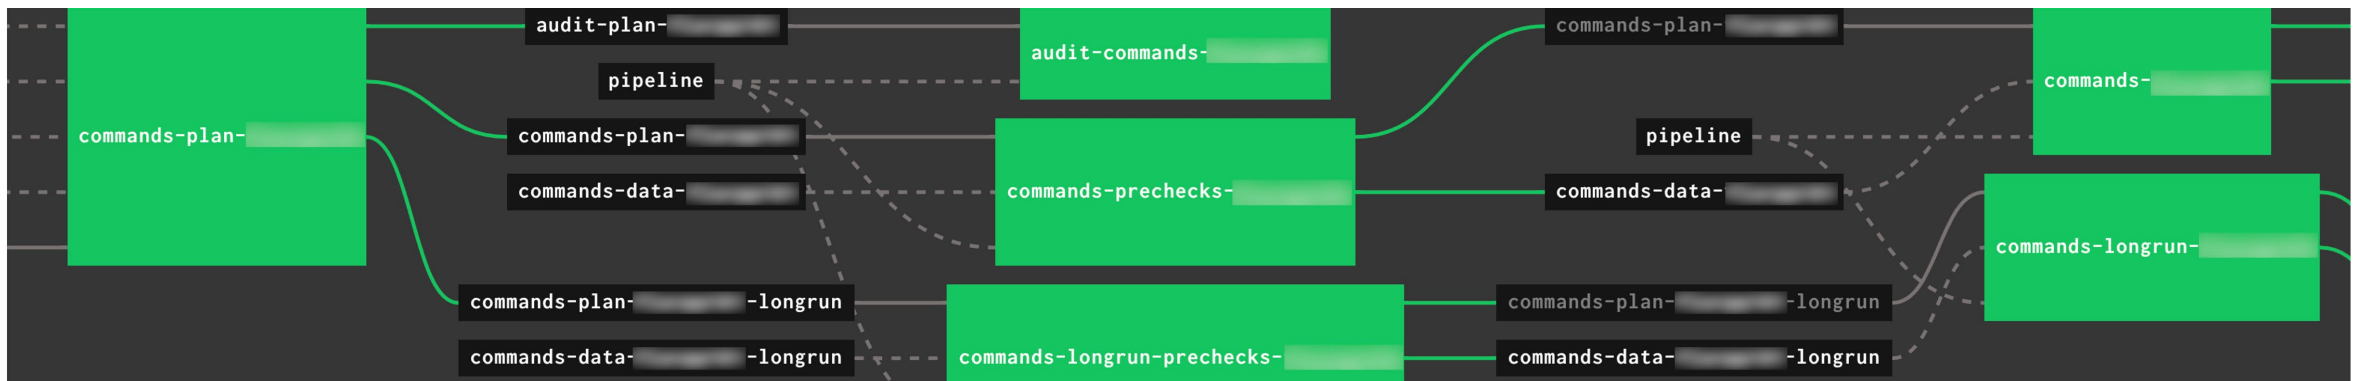 commands-plan-
audit-plan-
pipeline
commands-plan-
commands-data-
commands-plan- -longrun
commands-data- -longrun
audit-commands-
commands-prechecks-
commands-longrun-prechecks-
commands-plan-
pipeline
commands-data-
commands-plan- -longrun
commands-data- -longrun
commands-
commands-longrun-